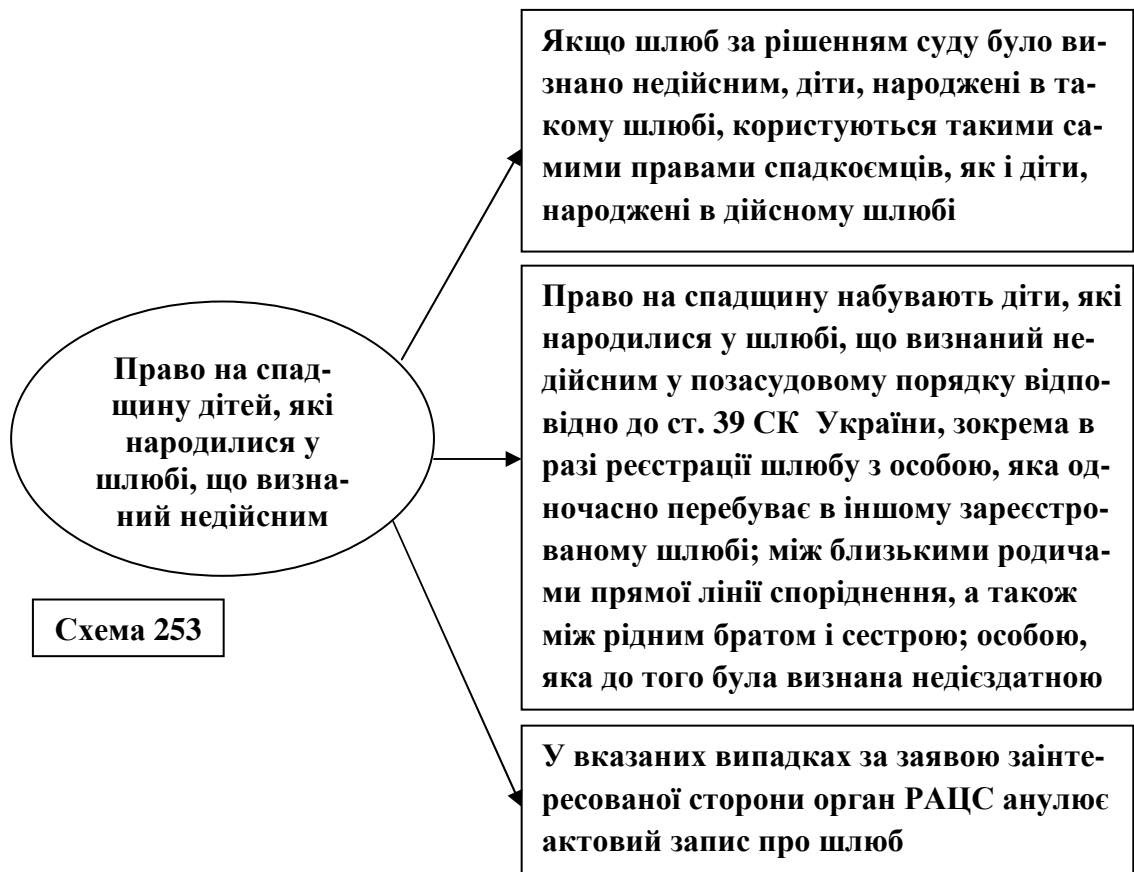 Якщо шлюб за рішенням суду було ви-
знано недійсним, діти, народжені в та-
кому шлюбі, користуються такими са-
мими правами спадкоємців, як і діти,
народжені в дійсному шлюбі
Право на спад-
щину дітей, які
народилися у
шлюбі, що визна-
ний недійсним
Право на спадщину набувають діти, які
народилися у шлюбі, що визнаний не-
дійсним у позасудовому порядку відпо-
відно до ст. 39 СК України, зокрема в
разі реєстрації шлюбу з особою, яка од-
ночасно перебуває в іншому зареєстро-
ваному шлюбі; між близькими родича-
ми прямої лінії споріднення, а також
між рідним братом і сестрою; особою,
яка до того була визнана недієздатною
Схема 253
У вказаних випадках за заявою заінте-
ресованої сторони орган РАЦС анулює
актовий запис про шлюб